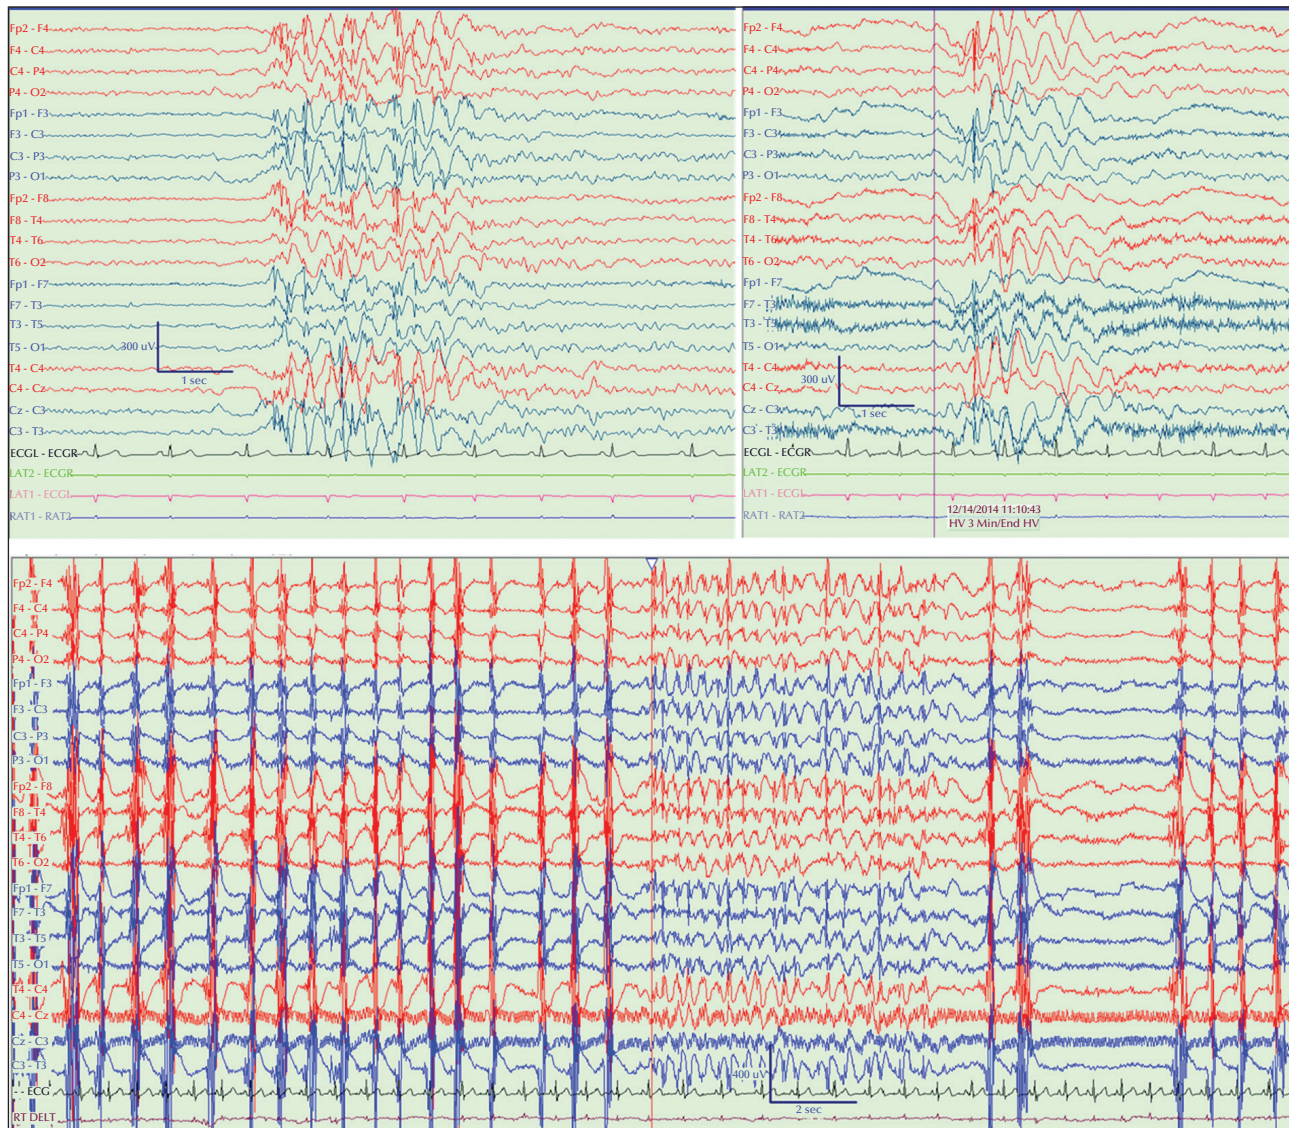 Fp2 - F4
F4 - C4
C4 - P4
P4 - O2
Fp1 - F3
F3 - C3
C3 - P3
P3 - O1
Fp2 - F8
F8 - T4
T4 - T6
T6 - O2
Fp1 - F7
F7 - T3
T3 - T5
T5 - O1
300 uV
1 sec
T4 - C4
C4 - Cz
Cz - C3
C3 - T3
ECGL - ECGR
LAT2 - ECGR
LAT1 - ECGL
RAT1 - RAT2
Fp2 - F4
F4 - C4
C4 - P4
P4 - O2
Fp1 - F3
F3 - C3
C3 - P3
P3 - O1
Fp2 - F8
F8 - T4
T4 - T6
T6 - O2
Fp1 - F7
F7 - T3
T3 - T3
T5 - O1
T4 - C4
300 uV
C4 - Cz
1 sec
Cz - C3
C3 - T3
ECGL - ECGR
LAT2 - ECGR
LAT1 - ECGL
12/14/2014 11:10:43
RAT1 - RAT2
HV 3 Min/End HV
Fp2 - F4
F4 - C4
C4 - P4
P4 - O2
Fp1 - F3
F3 - C3
C3 - P3
P3 - O1
Fp2 - F8
F8 - T4
T4 - T6
T6 - O2
Fp1 - F7
F7 - T3
T3 - T5
T5 - O1
T4 - C4
C4 - Cz
Cz - C3
C3 - T3
400 uV
2 sec
-- ECG
RT DELT